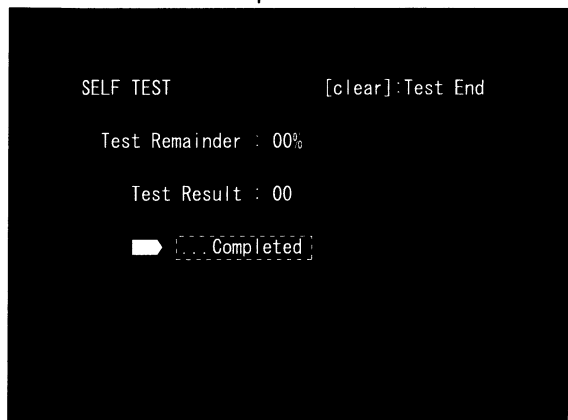 SELF TEST [clear]:Test End
Test Remainder : 00%
Test Result : 00
...Completed